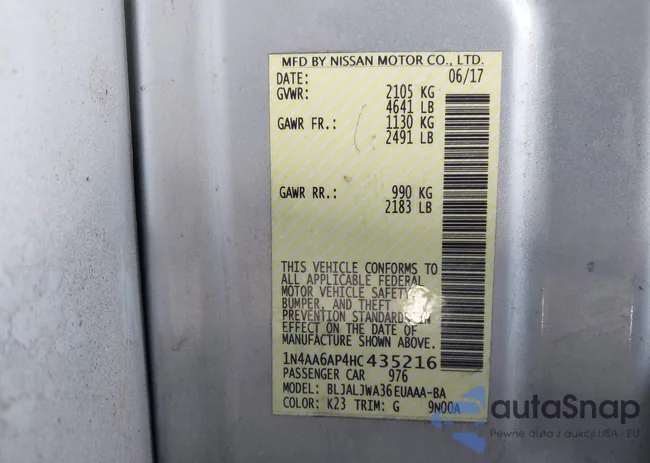 MFD BY NISSAN MOTOR CO., LTD.
DATE: 06/17
GVWR: 2105 KG
4641 LB
GAWR FR.: 1130 KG
2491 LB
GAWR RR.: 990 KG
2183 LB
THIS VEHICLE CONFORMS TO
ALL APPLICABLE FEDERAL
MOTOR VEHICLE SAFETY,
BUMPER, AND THEFT
PREVENTION STANDARDS IN
EFFECT ON THE DATE OF
MANUFACTURE SHOWN ABOVE.
1N4AA6AP4HC435216
PASSENGER CAR 976
MODEL: BLJALJWA36EUAAA-BA
COLOR: K23 TRIM: G 9N00A
autoSnap
Pewne auta z aukcji USA i EU